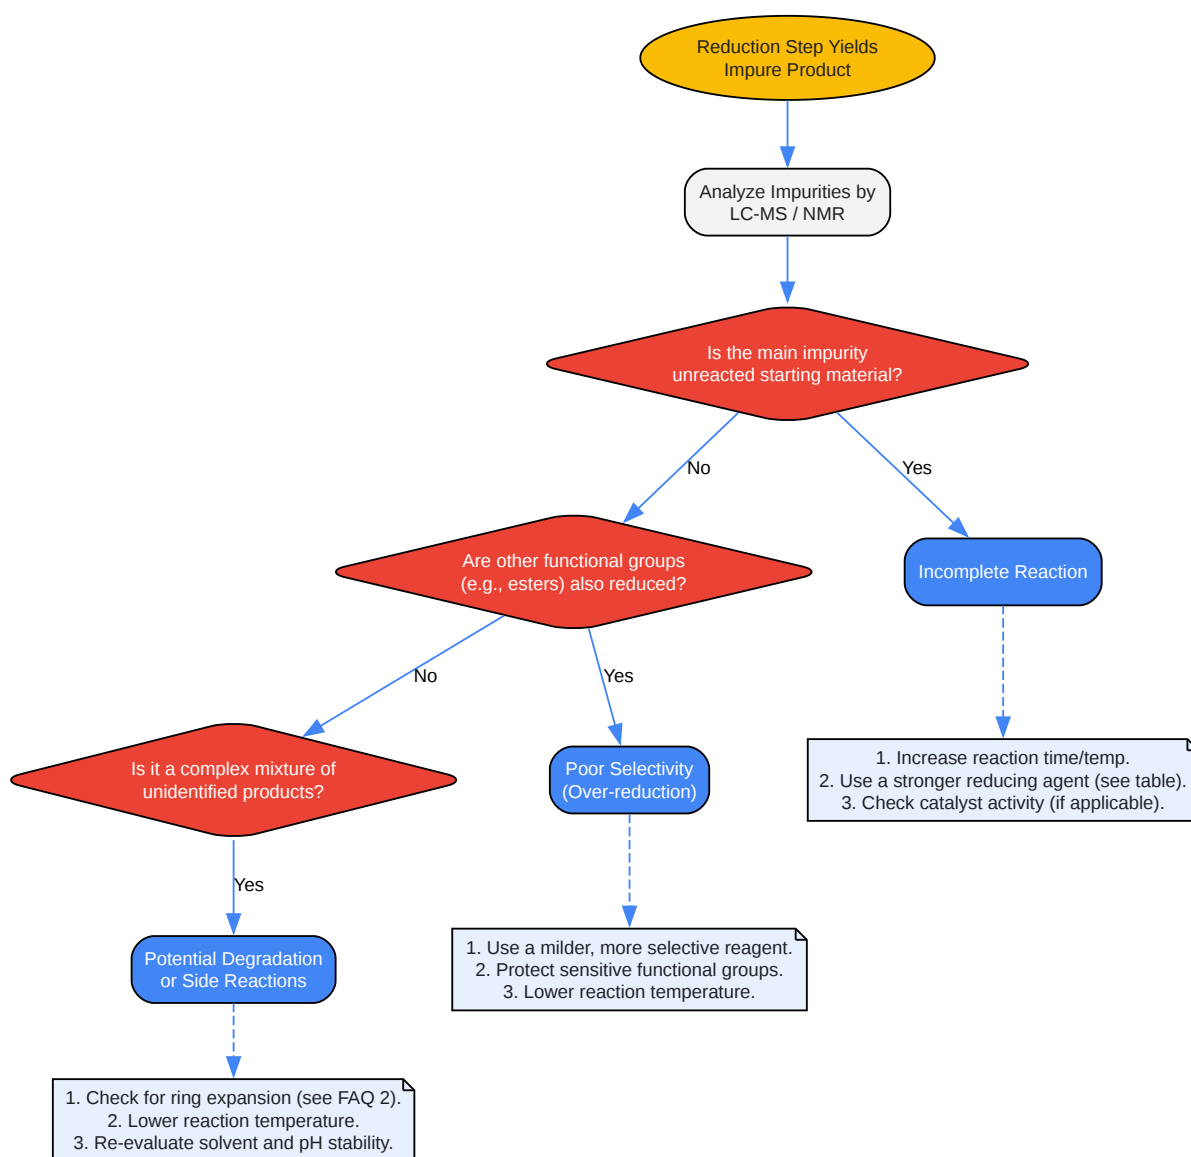 Reduction Step Yields
Impure Product
Analyze Impurities by
LC-MS / NMR
Is the main impurity
unreacted starting material?
No
Yes
Are other functional groups
(e.g., esters) also reduced?
Incomplete Reaction
No
Yes
Is it a complex mixture of
unidentified products?
Poor Selectivity
(Over-reduction)
1. Increase reaction time/temp.
2. Use a stronger reducing agent (see table).
3. Check catalyst activity (if applicable).
Yes
Potential Degradation
or Side Reactions
1. Use a milder, more selective reagent.
2. Protect sensitive functional groups.
3. Lower reaction temperature.
1. Check for ring expansion (see FAQ 2).
2. Lower reaction temperature.
3. Re-evaluate solvent and pH stability.